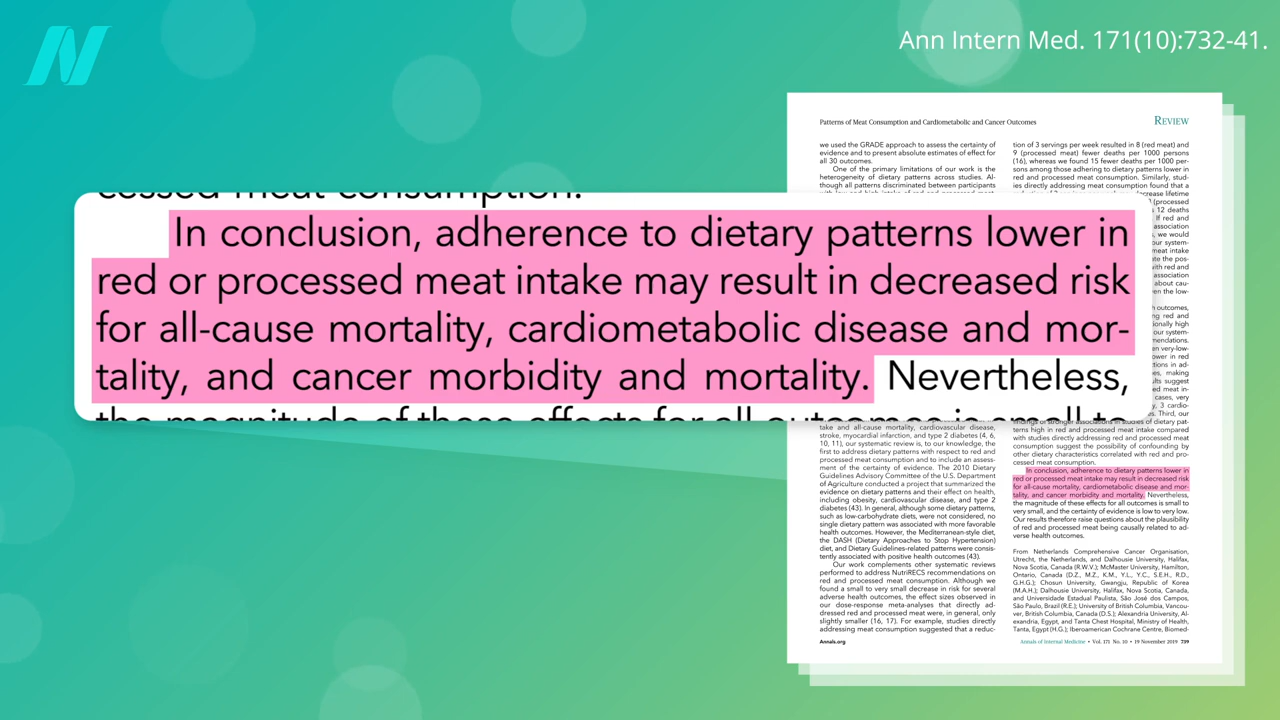 Ann Intern Med. 171(10):732-41.
Patterns of Meat Consumption and Cardiometabolic and Cancer Outcomes
REVIEW
we used the GRADE approach to assess the certainty of
evidence and to present absolute estimates of effect for
all 30 outcomes.
One of the primary limitations of our work is the
heterogeneity of dietary patterns across studies. Al-
though all patterns discriminated between participants
tion of 3 servings per week resulted in 8 (red meat) and
9 (processed meat) fewer deaths per 1000 persons
(16), whereas we found 15 fewer deaths per 1000 per-
sons among those adhering to dietary patterns lower in
red and processed meat consumption. Similarly, stud-
ies directly addressing meat consumption found that a
cessed meat consumption.
In conclusion, adherence to dietary patterns lower in
red or processed meat intake may result in decreased risk
for all-cause mortality, cardiometabolic disease and mor-
tality, and cancer morbidity and mortality. Nevertheless,
the magnitude of these effects for all outcomes is small to
take and all-cause mortality, cardiovascular disease,
stroke, myocardial infarction, and type 2 diabetes (4, 6,
10, 11), our systematic review is, to our knowledge, the
first to address dietary patterns with respect to red and
processed meat consumption and to include an assess-
ment of the certainty of evidence. The 2010 Dietary
Guidelines Advisory Committee of the U.S. Department
of Agriculture conducted a project that summarized the
evidence on dietary patterns and their effect on health,
including obesity, cardiovascular disease, and type 2
diabetes (43). In general, although some dietary patterns,
such as low-carbohydrate diets, were not considered, no
single dietary pattern was associated with more favorable
health outcomes. However, the Mediterranean-style diet,
the DASH (Dietary Approaches to Stop Hypertension)
diet, and Dietary Guidelines-related patterns were consis-
tently associated with positive health outcomes (43).
Our work complements other systematic reviews
performed to address NutriRECS recommendations on
red and processed meat consumption. Although we
found a small to very small decrease in risk for several
adverse health outcomes, the effect sizes observed in
our dose-response meta-analyses that directly ad-
dressed red and processed meat were, in general, only
slightly smaller (16, 17). For example, studies directly
addressing meat consumption suggested that a reduc-
findings of stronger associations in studies of dietary pat-
terns high in red and processed meat intake compared
with studies directly addressing red and processed meat
consumption suggest the possibility of confounding by
other dietary characteristics correlated with red and pro-
cessed meat consumption.
In conclusion, adherence to dietary patterns lower in
red or processed meat intake may result in decreased risk
for all-cause mortality, cardiometabolic disease and mor-
tality, and cancer morbidity and mortality. Nevertheless,
the magnitude of these effects for all outcomes is small to
very small, and the certainty of evidence is low to very low.
Our results therefore raise questions about the plausibility
of red and processed meat being causally related to ad-
verse health outcomes.
From Netherlands Comprehensive Cancer Organisation,
Utrecht, the Netherlands, and Dalhousie University, Halifax,
Nova Scotia, Canada (R.W.V.); McMaster University, Hamilton,
Ontario, Canada (D.Z., M.Z., K.M., Y.L., Y.C., S.E.H., R.D.,
G.H.G.); Chosun University, Gwangju, Republic of Korea
(M.A.H.); Dalhousie University, Halifax, Nova Scotia, Canada,
and Universidade Estadual Paulista, São José dos Campos,
São Paulo, Brazil (R.E.); University of British Columbia, Vancou-
ver, British Columbia, Canada (D.S.); Alexandria University, Al-
exandria, Egypt, and Tanta Chest Hospital, Ministry of Health,
Tanta, Egypt (H.G.); Iberoamerican Cochrane Centre, Biomed-
Annals.org
Annals of Internal Medicine • Vol. 171 No. 10 • 19 November 2019 739